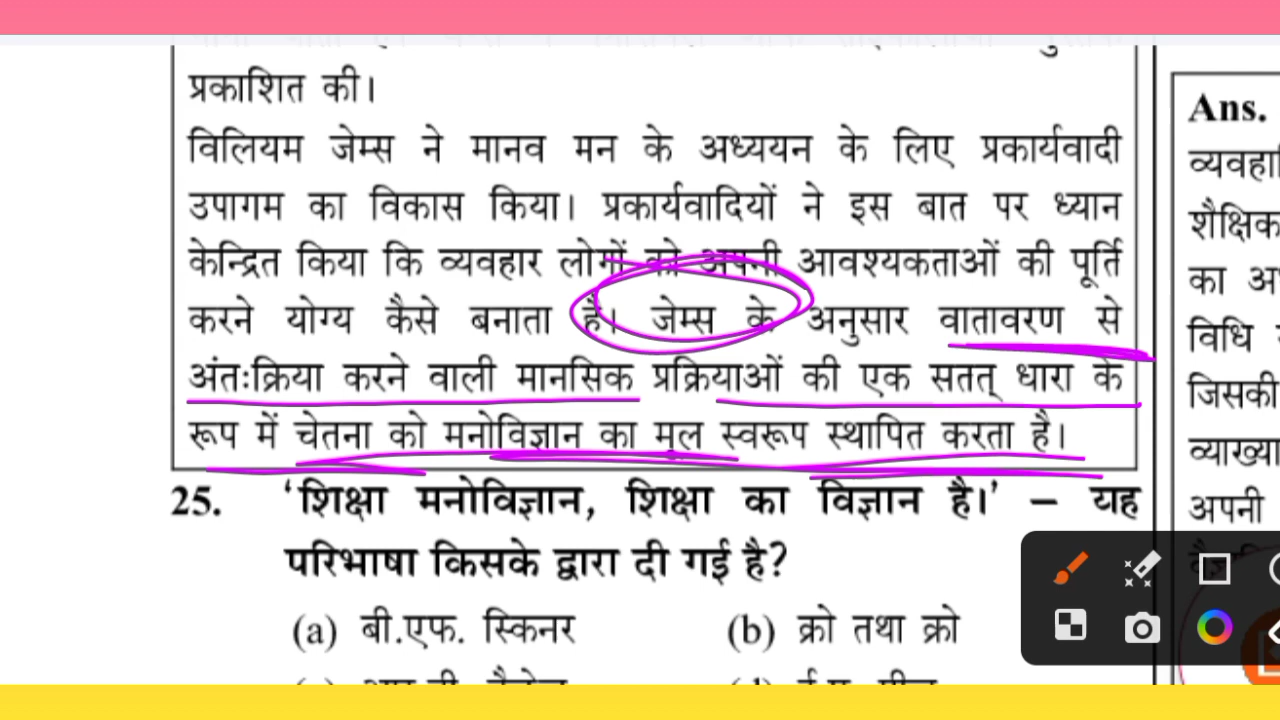 प्रकाशित की।
विलियम जेम्स ने मानव मन के अध्ययन के लिए प्रकार्यवादी
उपागम का विकास किया। प्रकार्यवादियों ने इस बात पर ध्यान
केन्द्रित किया कि व्यवहार लोगों को अपनी आवश्यकताओं की पूर्ति
करने योग्य कैसे बनाता है। जेम्स के अनुसार वातावरण से
अंतःक्रिया करने वाली मानसिक प्रक्रियाओं की एक सतत् धारा के
रूप में चेतना को मनोविज्ञान का मूल स्वरूप स्थापित करता है।
25. 'शिक्षा मनोविज्ञान, शिक्षा का विज्ञान है।' – यह
परिभाषा किसके द्वारा दी गई है?
(a) बी.एफ. स्किनर (b) क्रो तथा क्रो
Ans.
शैक्षिक
का
विधि
जिसकी
व्याख्या
अपनी